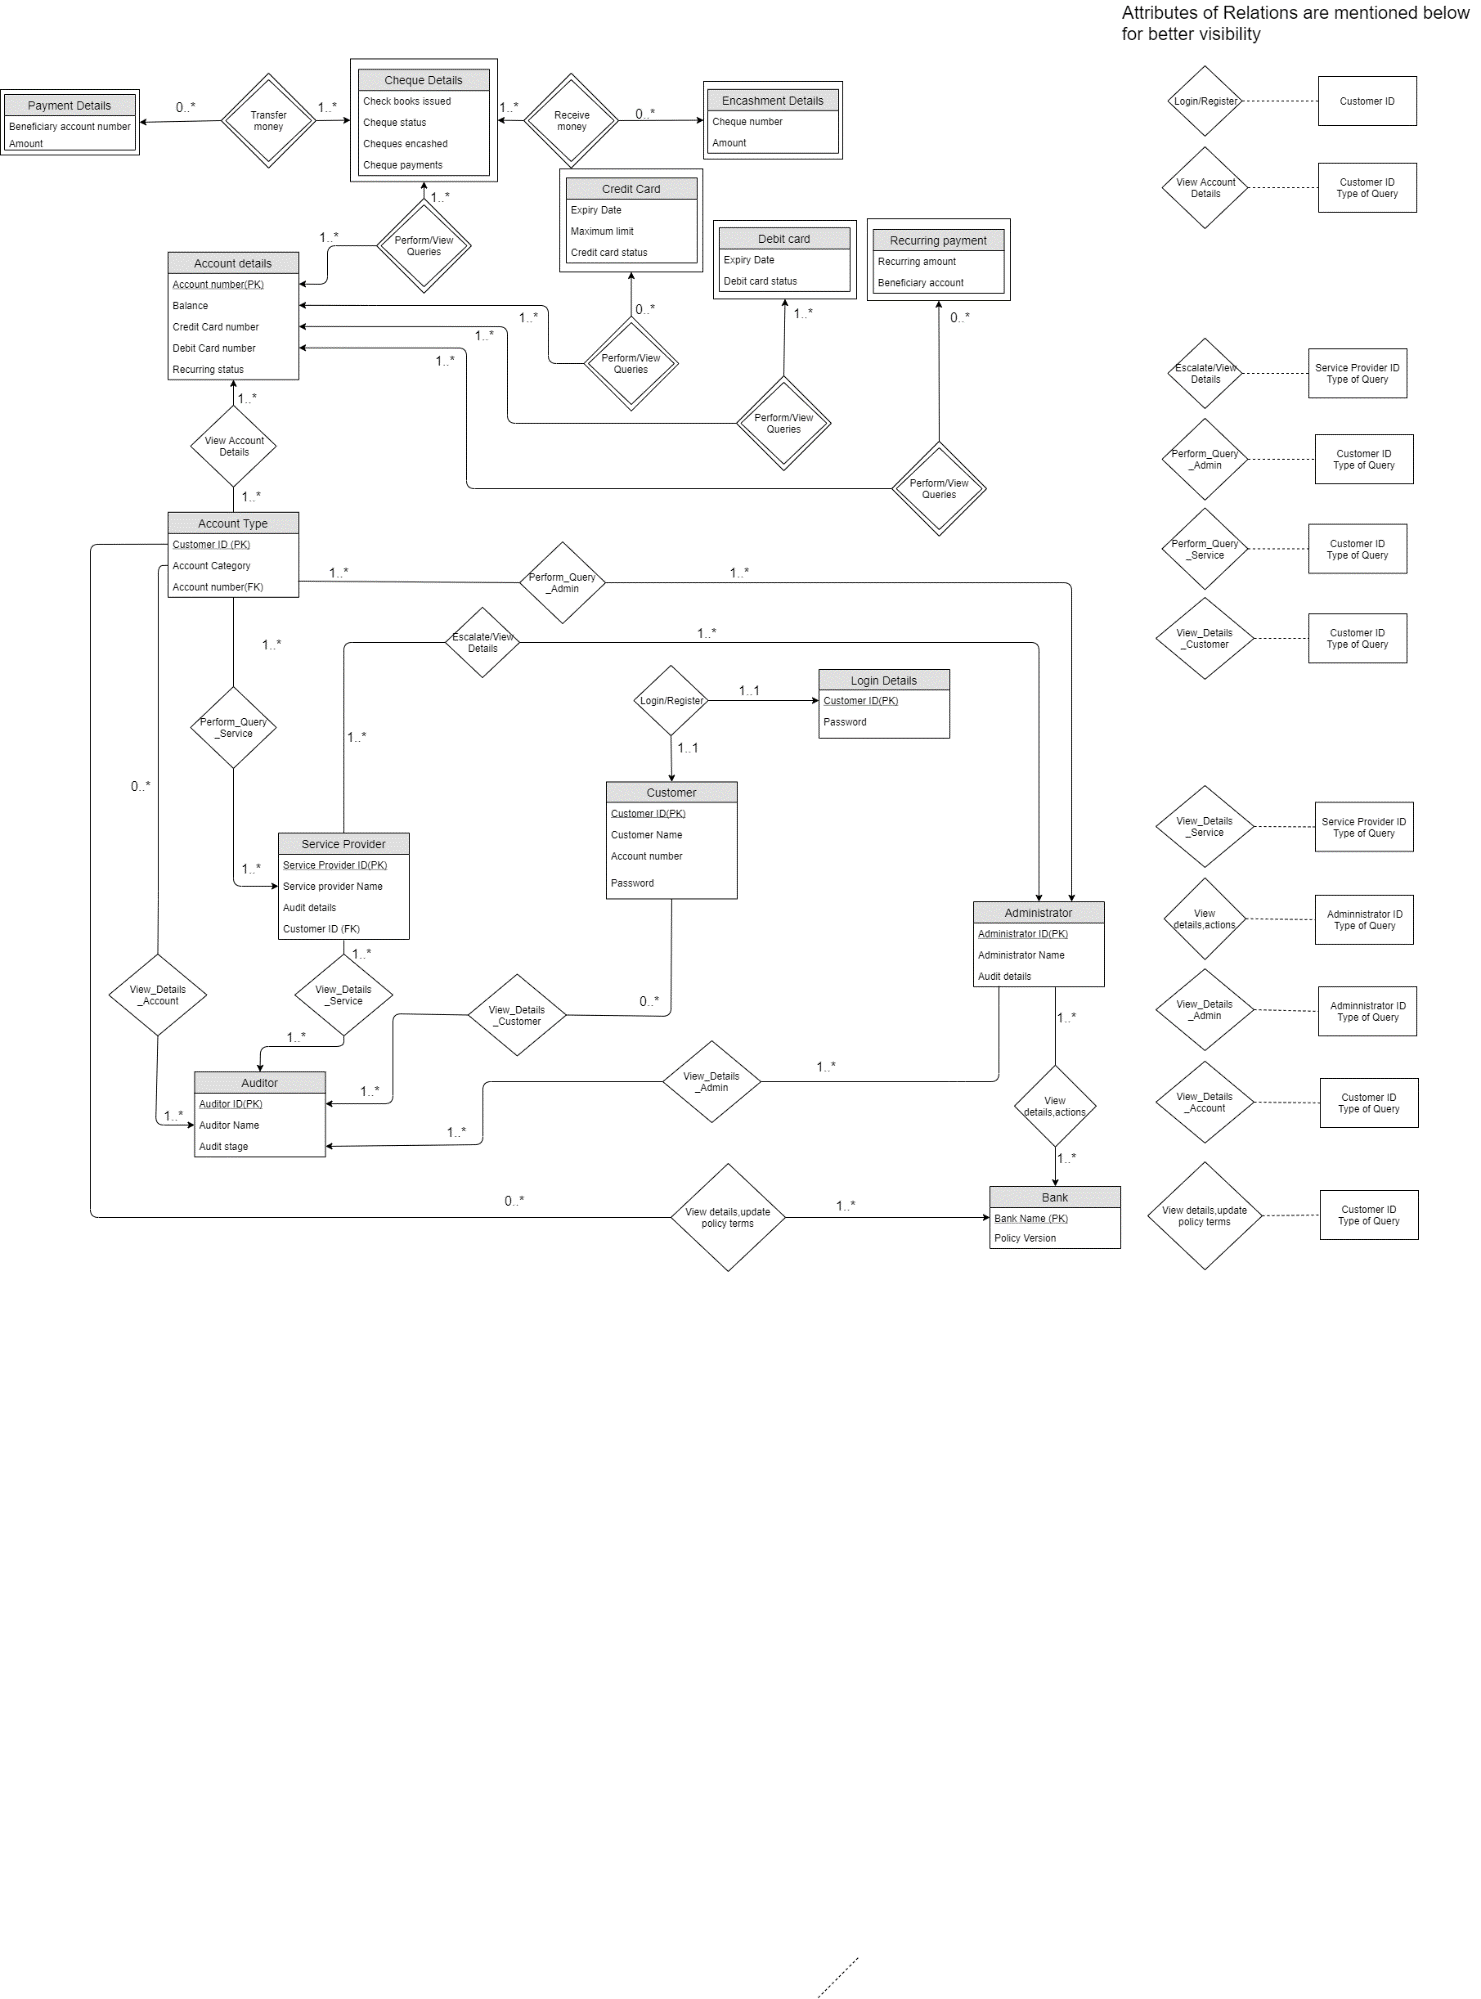 Attributes of Relations are mentioned below
for better visibility
Payment Details
Beneficiary account number
Amount
0..*
Transfer
money
1..*
Cheque Details
Check books issued
Cheque status
Cheques encashed
Cheque payments
1..*
Receive
money
0..*
Encashment Details
Cheque number
Amount
Login/Register
Customer ID
View Account
Details
Customer ID
Type of Query
Credit Card
Expiry Date
Maximum limit
Credit card status
Debit card
Expiry Date
Debit card status
Recurring payment
Recurring amount
Beneficiary account
1..*
1..*
Perform/View
Queries
Account details
Account number(PK)
Balance
Credit Card number
Debit Card number
Recurring status
1..*
1..*
1..*
0..*
1..*
0..*
Perform/View
Queries
Perform/View
Queries
Perform/View
Queries
Escalate/View
Details
Service Provider ID
Type of Query
1..*
View Account
Details
1..*
Perform_Query
_Admin
Customer ID
Type of Query
Account Type
Customer ID (PK)
Account Category
Account number(FK)
1..*
Perform_Query
_Admin
1..*
Perform_Query
_Service
Customer ID
Type of Query
1..*
Escalate/View
Details
1..*
View_Details
_Customer
Customer ID
Type of Query
Login/Register
1..1
Login Details
Customer ID(PK)
Password
Perform_Query
_Service
1..*
1..1
0..*
Customer
Customer ID(PK)
Customer Name
Account number
Password
View_Details
_Service
Service Provider ID
Type of Query
Service Provider
Service Provider ID(PK)
Service provider Name
Audit details
Customer ID (FK)
1..*
Administrator
Administrator ID(PK)
Administrator Name
Audit details
View
details,actions
Adminnistrator ID
Type of Query
1..*
View_Details
_Account
View_Details
_Service
View_Details
_Customer
0..*
1..*
View_Details
_Admin
Adminnistrator ID
Type of Query
1..*
Auditor
Auditor ID(PK)
Auditor Name
Audit stage
1..*
1..*
1..*
View_Details
_Admin
1..*
View
details,actions
View_Details
_Account
Customer ID
Type of Query
1..*
0..*
View details,update
policy terms
1..*
Bank
Bank Name (PK)
Policy Version
View details,update
policy terms
Customer ID
Type of Query